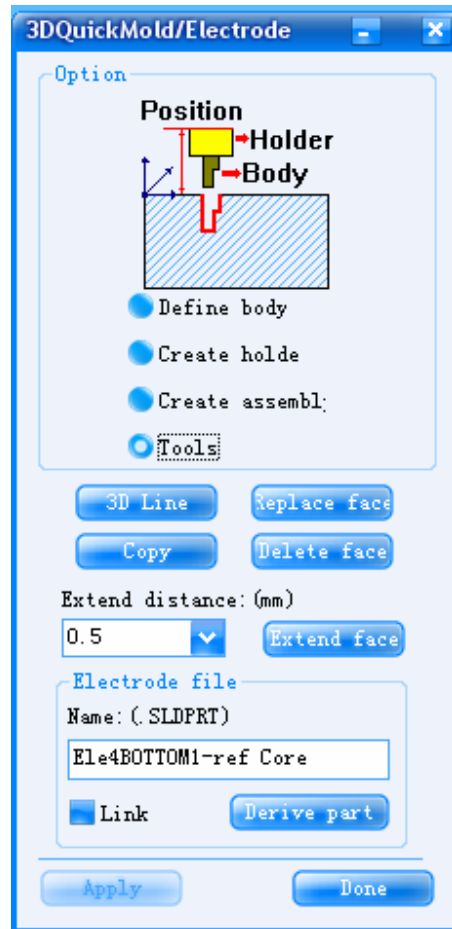 3DQuickMold/Electrode
Option
Position
Holder
Body
Define body
Create holde
Create assembl
Tools
3D Line
Replace face
Copy
Delete face
Extend distance: (mm)
0.5
Extend face
Electrode file
Name: (.SLDPRT)
Ele4BOTTOM1-ref Core
Link
Derive part
Apply
Done